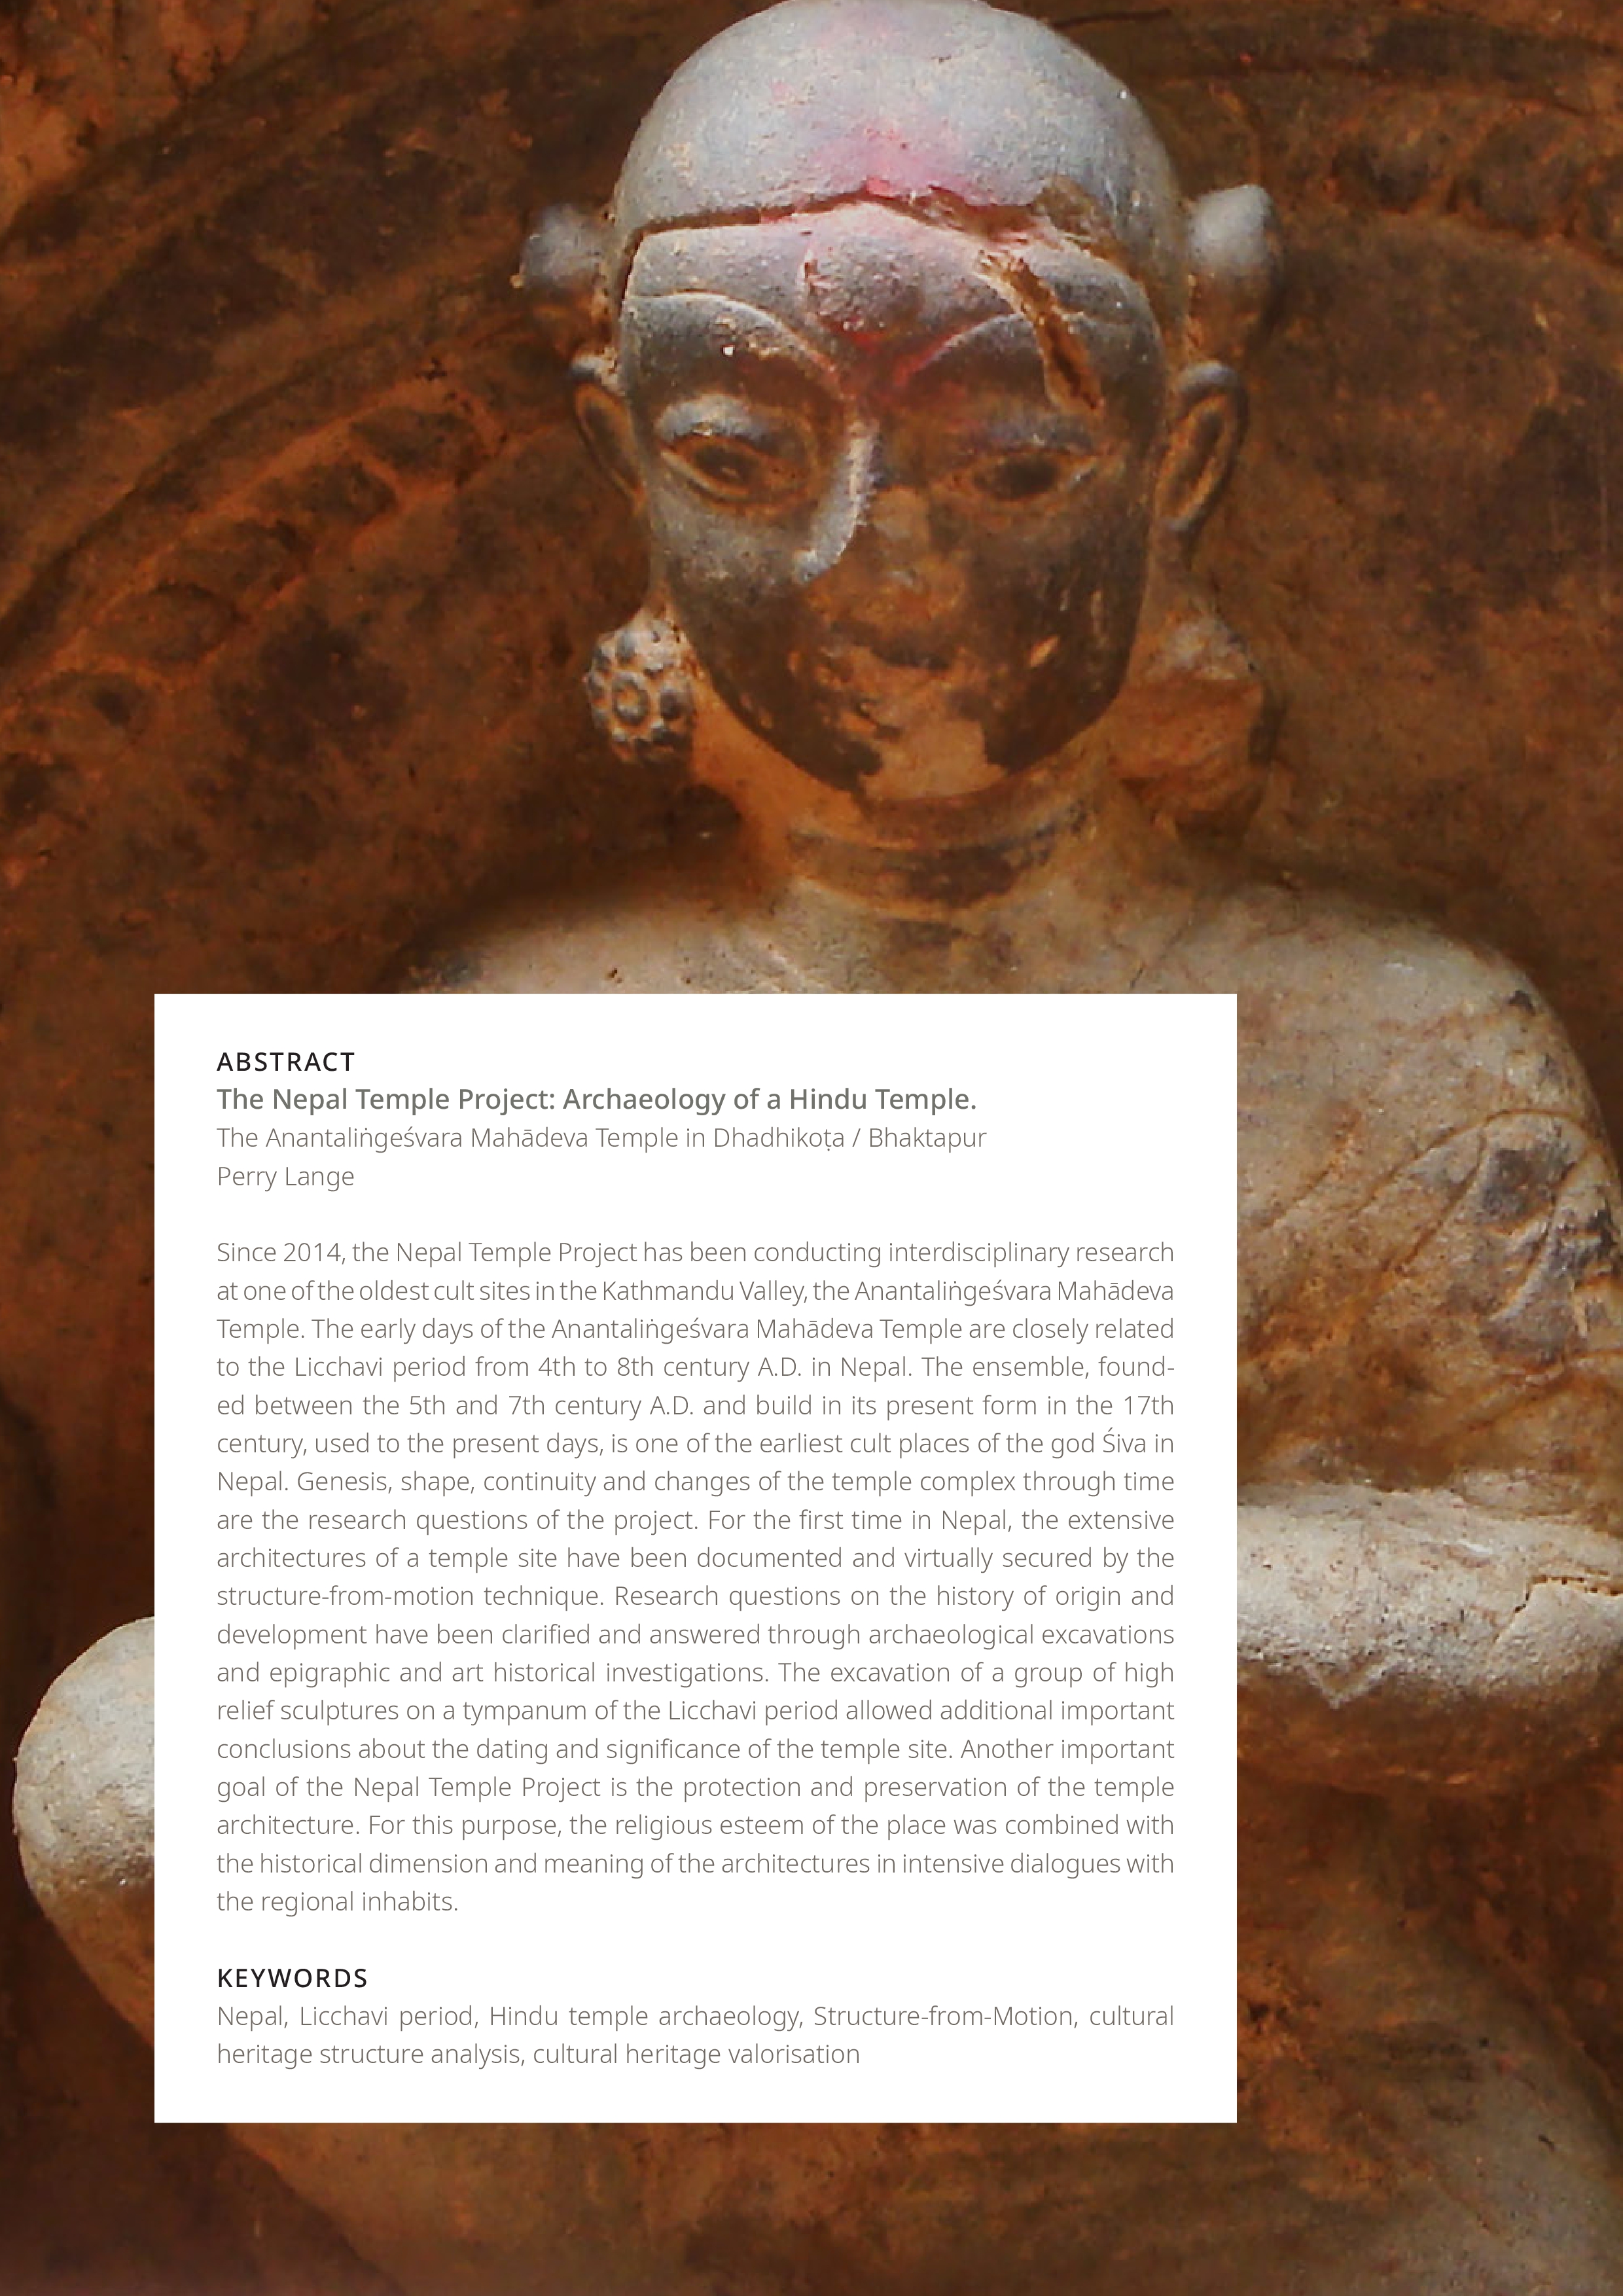 ABSTRACT
The Nepal Temple Project: Archaeology of a Hindu Temple.
The Anantaliṅgeśvara Mahādeva Temple in Dhadhikoṭa / Bhaktapur
Perry Lange
Since 2014, the Nepal Temple Project has been conducting interdisciplinary research
at one of the oldest cult sites in the Kathmandu Valley, the Anantaliṅgeśvara Mahādeva
Temple. The early days of the Anantaliṅgeśvara Mahādeva Temple are closely related
to the Licchavi period from 4th to 8th century A.D. in Nepal. The ensemble, found-
ed between the 5th and 7th century A.D. and build in its present form in the 17th
century, used to the present days, is one of the earliest cult places of the god Śiva in
Nepal. Genesis, shape, continuity and changes of the temple complex through time
are the research questions of the project. For the first time in Nepal, the extensive
architectures of a temple site have been documented and virtually secured by the
structure-from-motion technique. Research questions on the history of origin and
development have been clarified and answered through archaeological excavations
and epigraphic and art historical investigations. The excavation of a group of high
relief sculptures on a tympanum of the Licchavi period allowed additional important
conclusions about the dating and significance of the temple site. Another important
goal of the Nepal Temple Project is the protection and preservation of the temple
architecture. For this purpose, the religious esteem of the place was combined with
the historical dimension and meaning of the architectures in intensive dialogues with
the regional inhabits.
KEYWORDS
Nepal, Licchavi period, Hindu temple archaeology, Structure-from-Motion, cultural
heritage structure analysis, cultural heritage valorisation